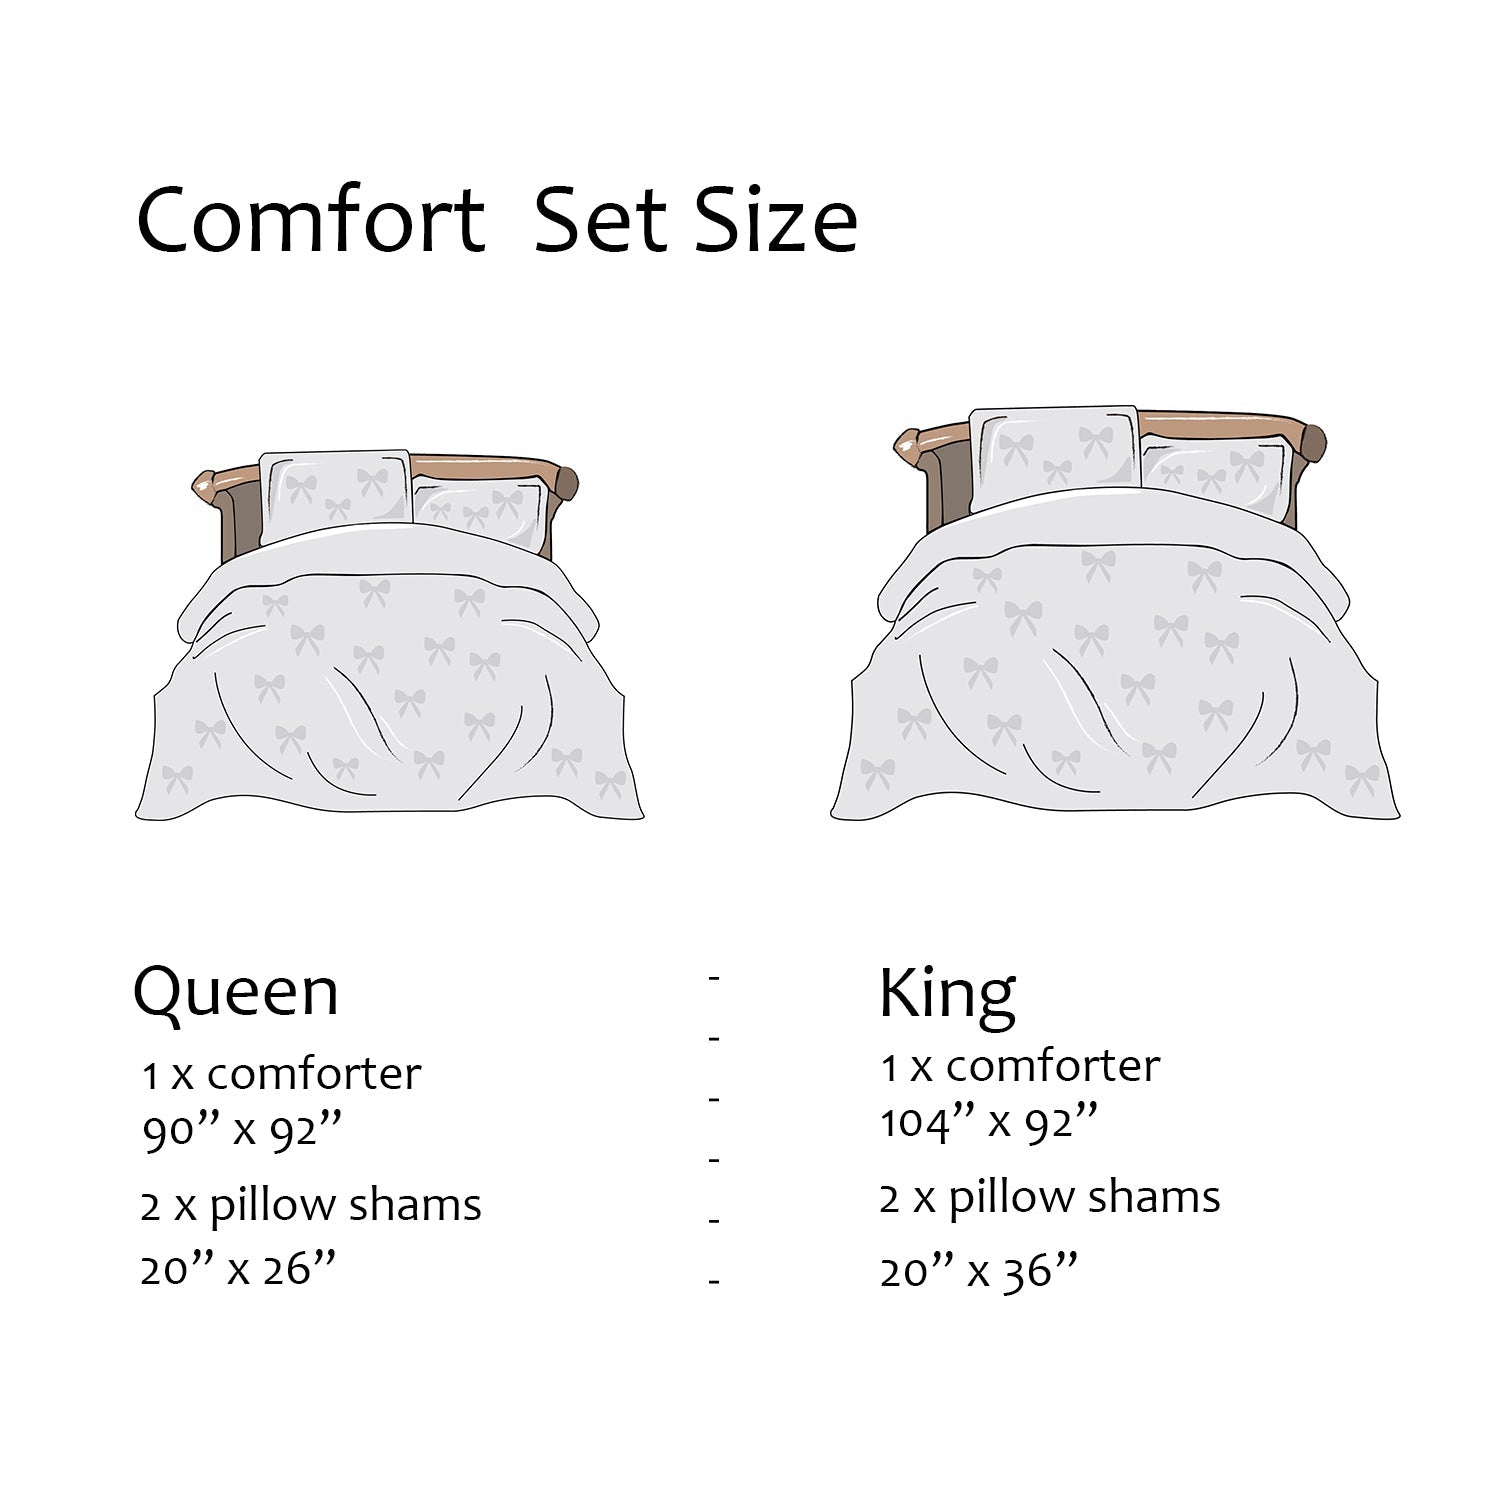 Comfort  Set Size
Queen
1 x comforter
90” x 92”
2 x pillow shams
20” x 26”
-
-
-
-
-
-
King
1 x comforter
104” x 92”
2 x pillow shams
20” x 36”